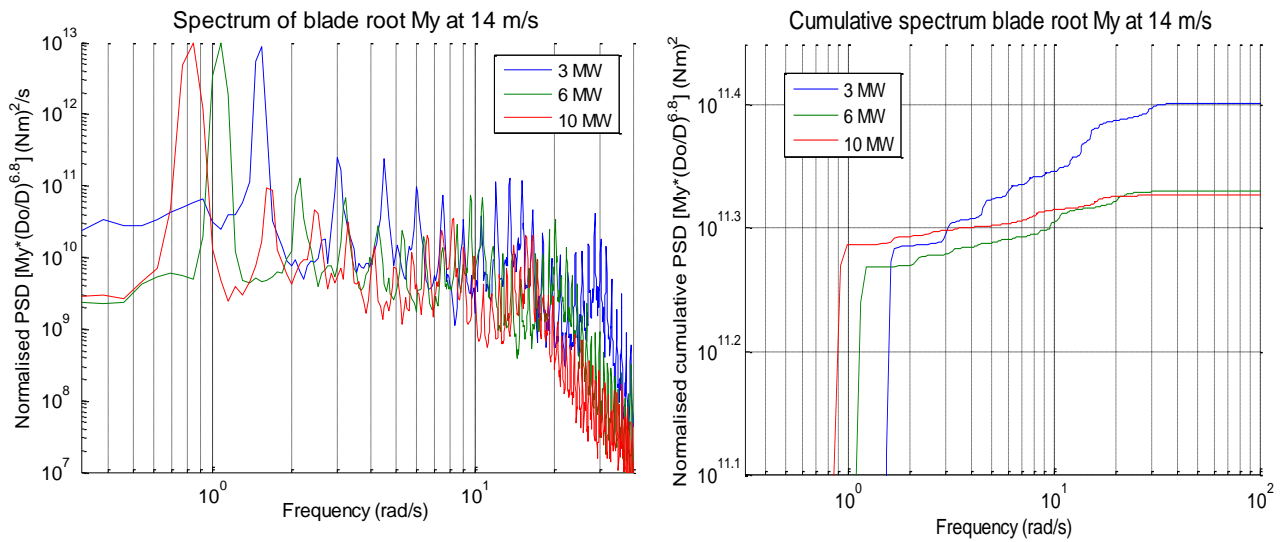 Spectrum of blade root My at 14 m/s
Normalised PSD [My*(Do/D)^6.8] (Nm)^2/s
10^13
10^12
10^11
10^10
10^9
10^8
10^7
3 MW
6 MW
10 MW
10^0
10^1
Frequency (rad/s)
Cumulative spectrum blade root My at 14 m/s
Normalised cumulative PSD [My*(Do/D)^6.8] (Nm)^2
10^11.4
10^11.3
10^11.2
10^11.1
3 MW
6 MW
10 MW
10^0
10^1
10^2
Frequency (rad/s)